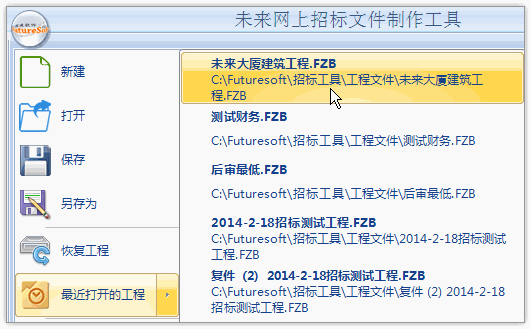 未来网上招标文件制作工具
FutureSo
新建
打开
保存
另存为
恢复工程
最近打开的工程
未来大厦建筑工程.FZB
C:\Futuresoft\招标工具\工程文件\未来大厦建筑工
程.FZB
测试财务.FZB
C:\Futuresoft\招标工具\工程文件\测试财务.FZB
后审最低.FZB
C:\Futuresoft\招标工具\工程文件\后审最低.FZB
2014-2-18招标测试工程.FZB
C:\Futuresoft\招标工具\工程文件\2014-2-18招标测试
工程.FZB
复件 (2) 2014-2-18招标测试工程.FZB
C:\Futuresoft\招标工具\工程文件\复件 (2) 2014-2-18
招标测试工程.FZB